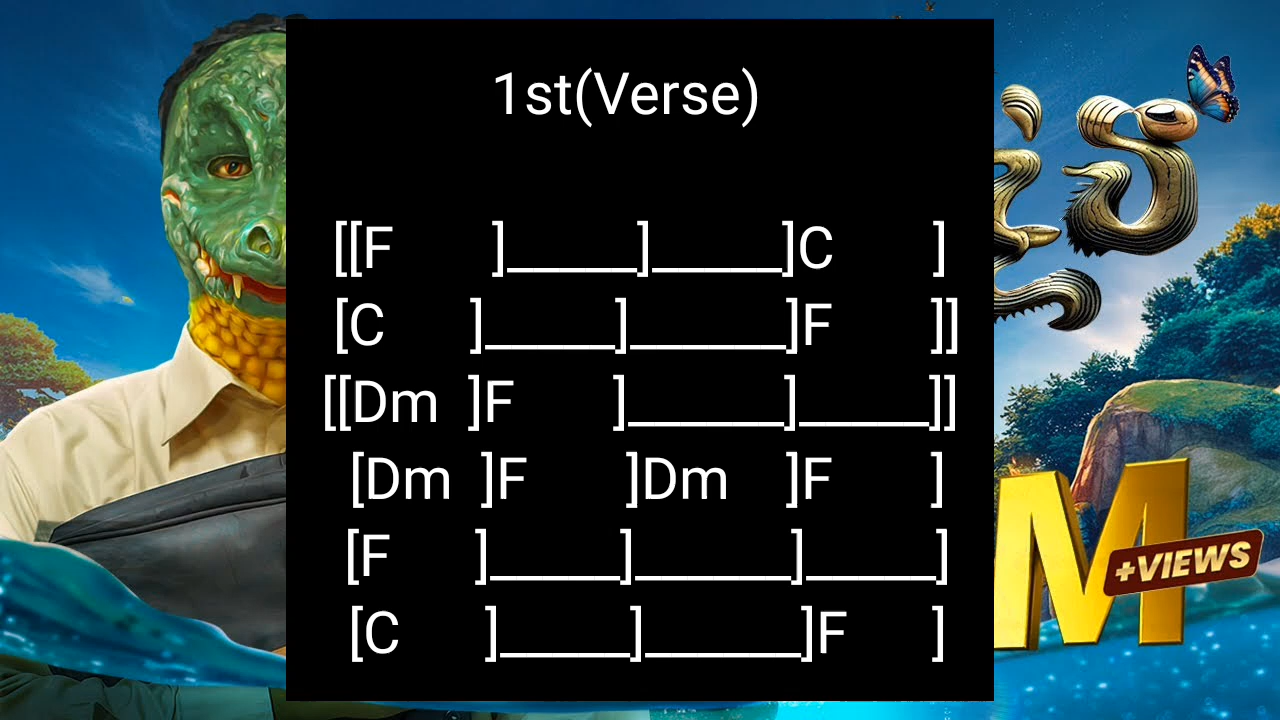 1st(Verse)
[[F ]_____]_____]C ]
[C ]_____]______]F ]]
[[Dm ]F ]______]_____]]
[Dm ]F ]Dm ]F ]
[F ]_____]______]_____]
[C ]_____]______]F ]
M
+VIEWS